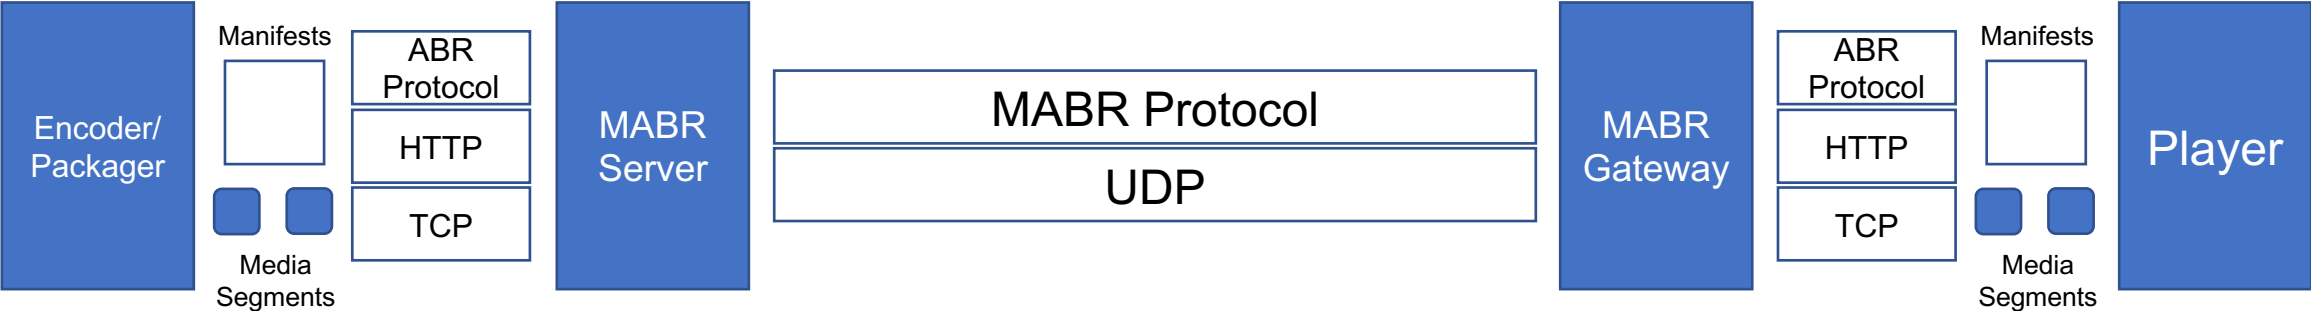 Encoder/
Packager
Manifests
Media
Segments
ABR
Protocol
HTTP
TCP
MABR
Server
MABR Protocol
UDP
MABR
Gateway
ABR
Protocol
HTTP
TCP
Manifests
Media
Segments
Player